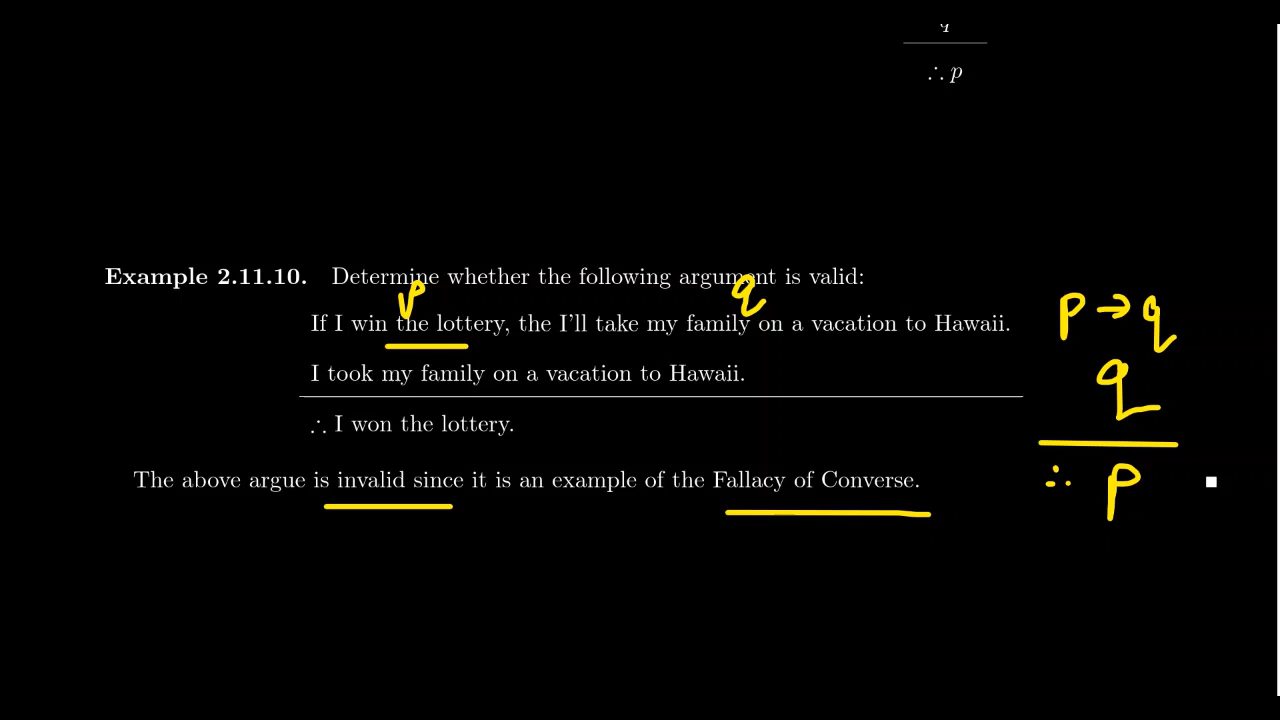 q
∴ p
Example 2.11.10. Determine whether the following argument is valid:
p q
If I win the lottery, the I'll take my family on a vacation to Hawaii.
p → q
I took my family on a vacation to Hawaii.
q
∴ I won the lottery.
The above argue is invalid since it is an example of the Fallacy of Converse.
∴ p